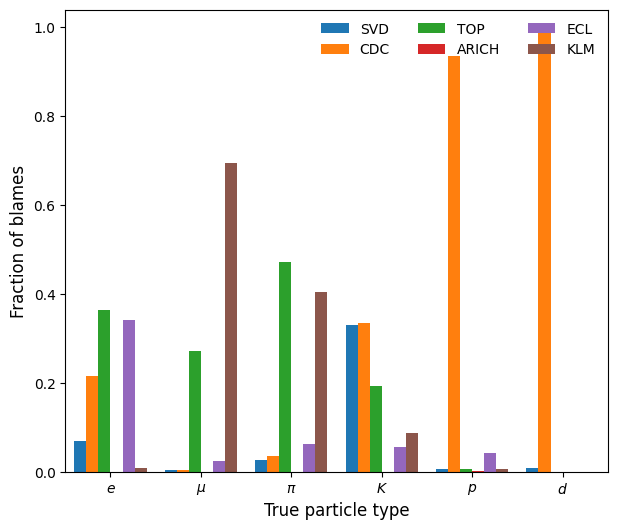 SVD TOP ECL
CDC ARICH KLM
1.0
0.8
0.6
0.4
0.2
0.0
Fraction of blames
e μ π K p d
True particle type